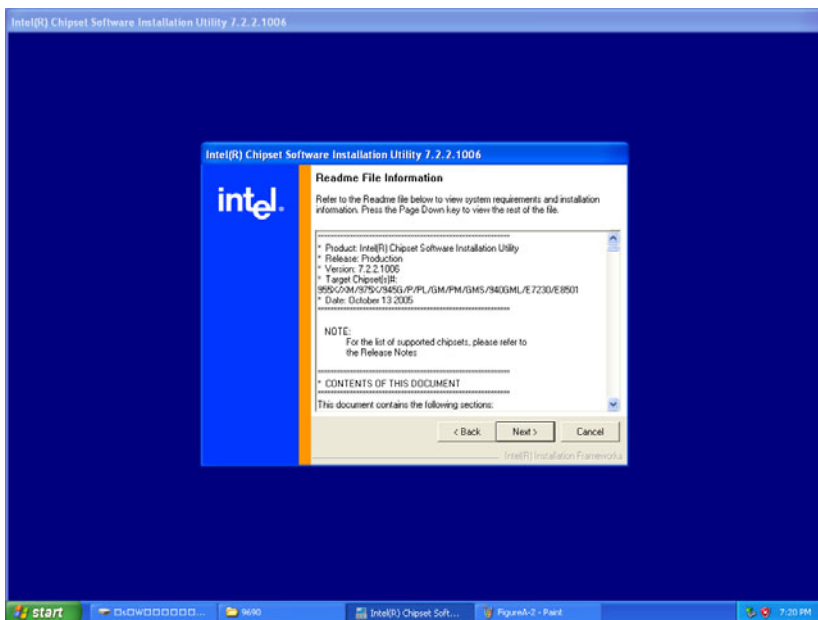 Intel(R) Chipset Software Installation Utility 7.2.2.1006
Intel(R) Chipset Software Installation Utility 7.2.2.1006
intel.
Readme File Information
Refer to the Readme file below to view system requirements and installation
information. Press the Page Down key to view the rest of the file.
* Product: Intel(R) Chipset Software Installation Utility
* Release: Production
* Version: 7.2.2.1006
* Target Chipset(s)#:
955X/XM/975X/945G/P/PL/GM/PM/GMS/940GML/E7230/E8501
* Date: October 13 2005
NOTE:
For the list of supported chipsets, please refer to
the Release Notes
* CONTENTS OF THIS DOCUMENT
This document contains the following sections:
< Back
Next >
Cancel
Intel(R) Installation Frameworks
start
9690
Intel(R) Chipset Soft...
FigureA-2 - Paint
7:20 PM